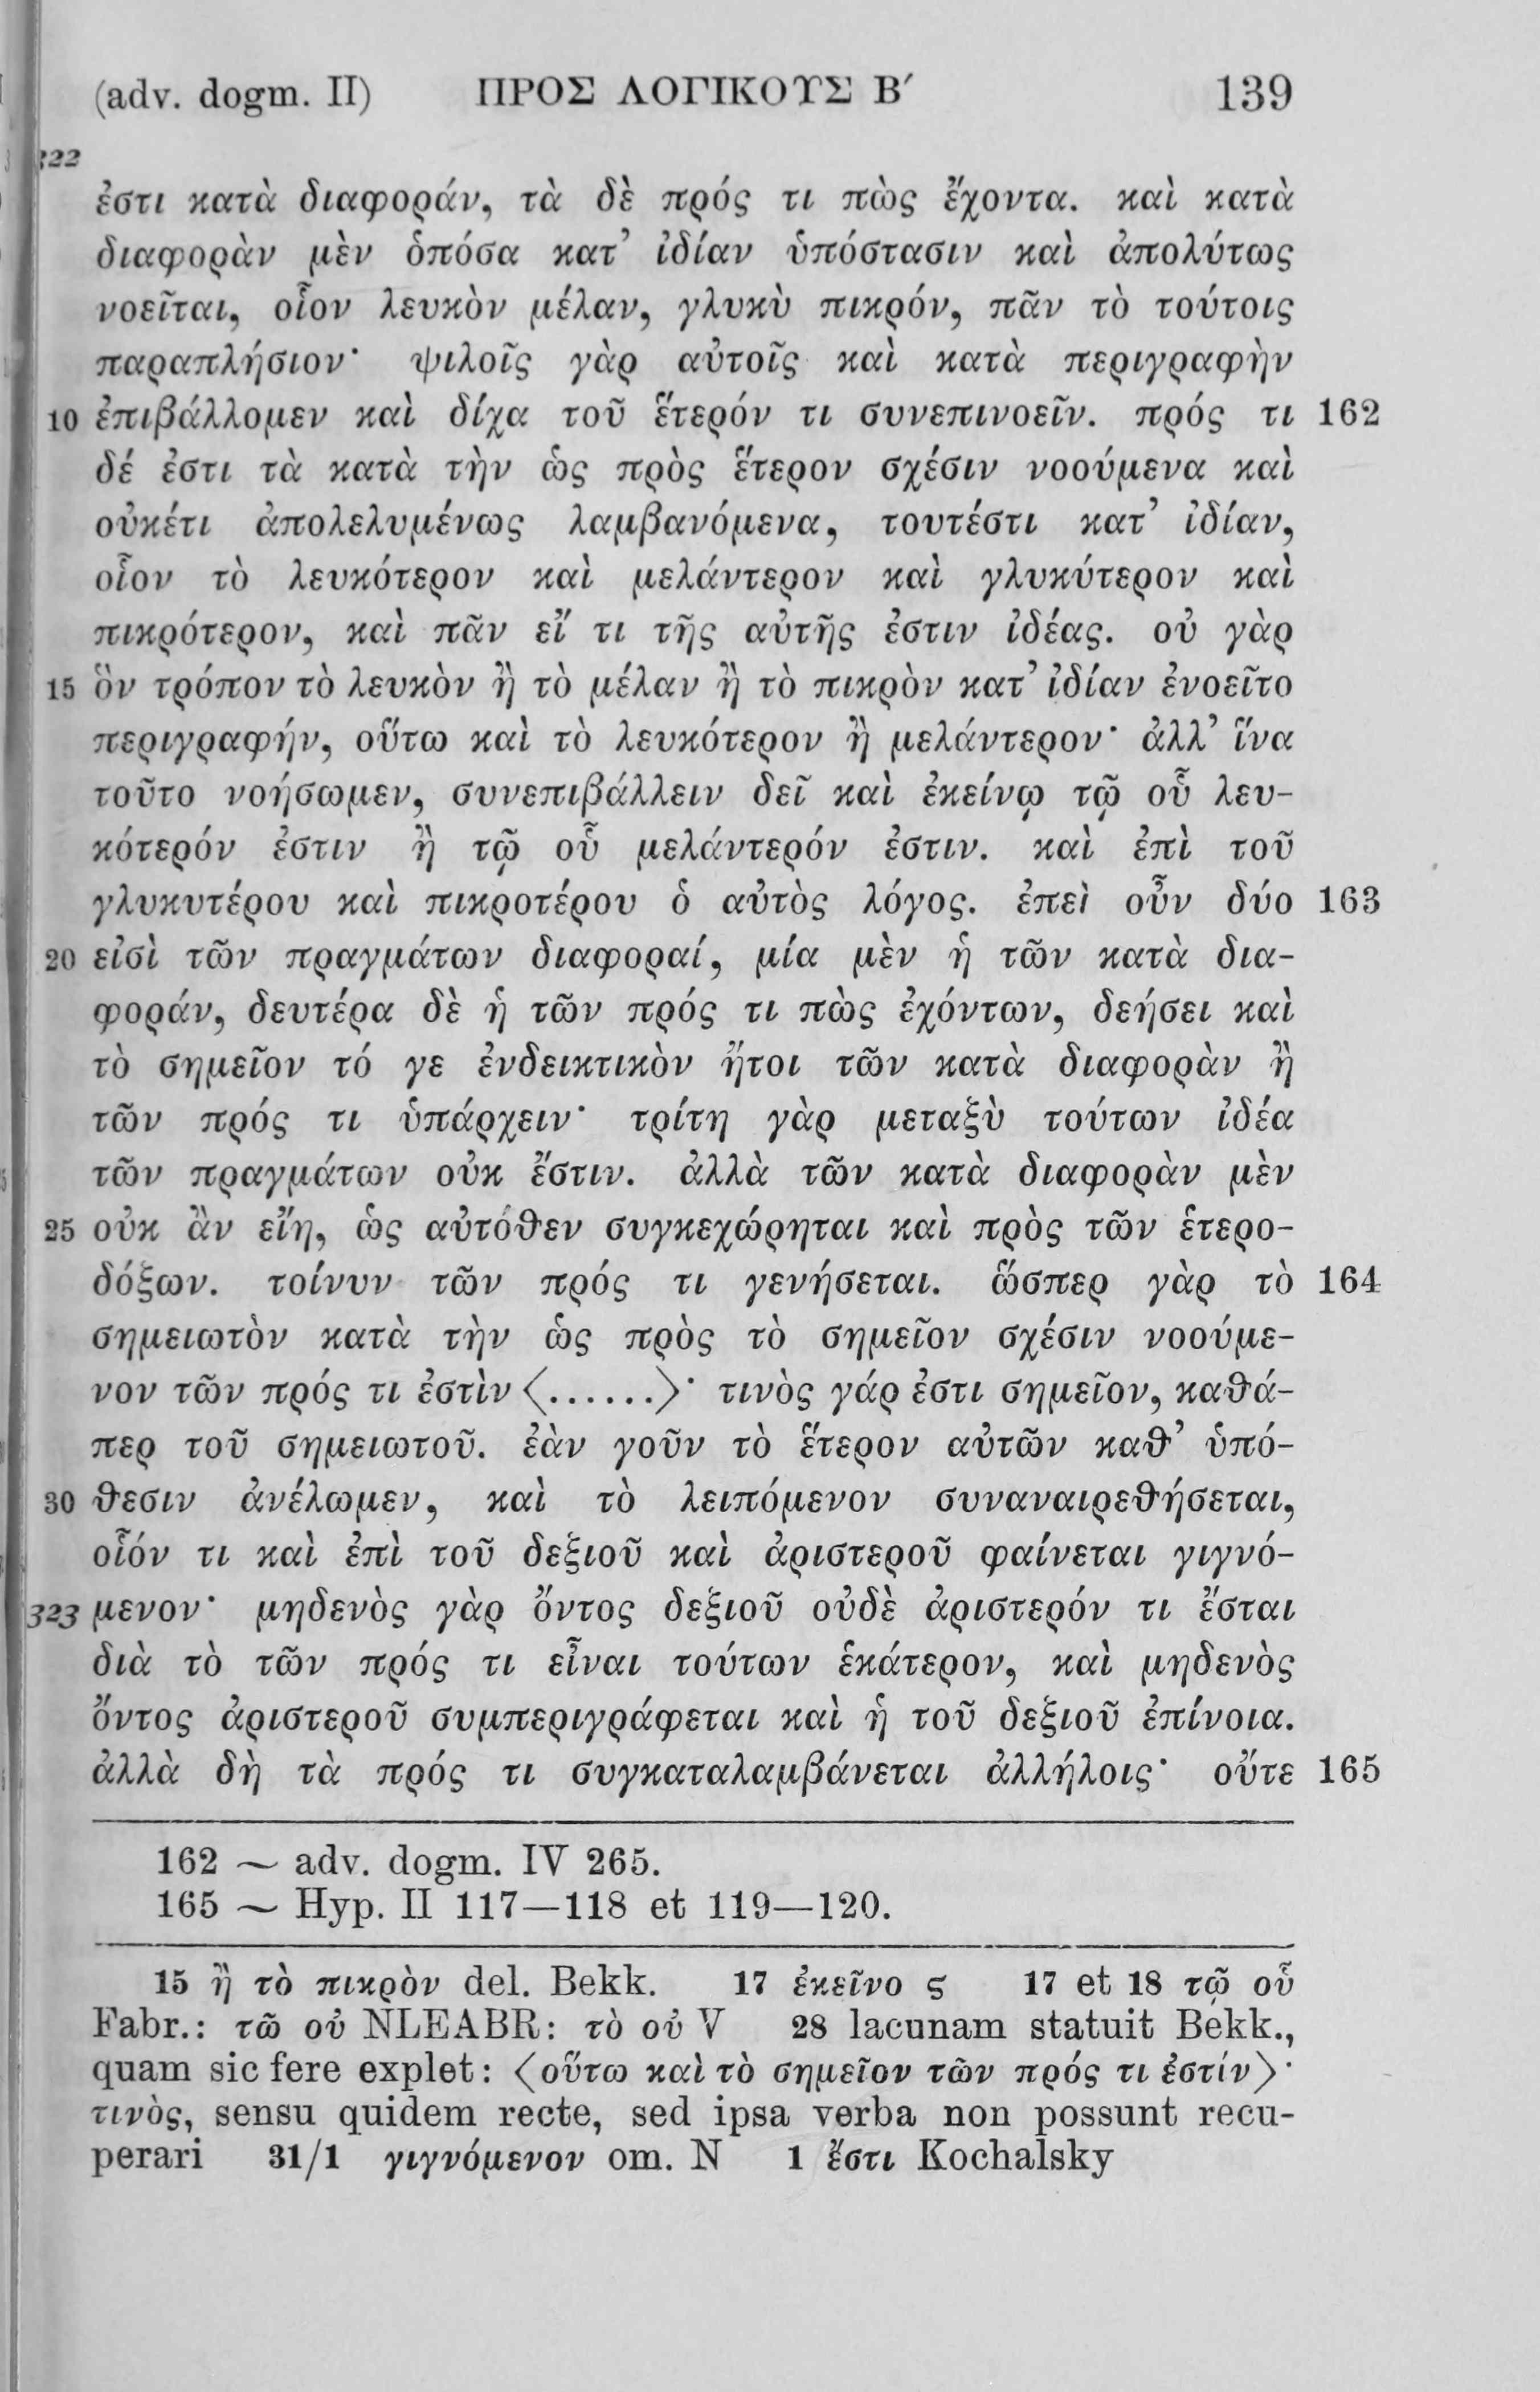 (adv. dogm. II) ΠΡΟΣ ΛΟΓΙΚΟΥΣ Β′ 139
322
ἐστι κατὰ διαφοράν, τὰ δὲ πρός τι πὼς ἔχοντα. καὶ κατὰ
διαφορὰν μὲν ὁπόσα κατ’ ἰδίαν ὑπόστασιν καὶ ἀπολύτως
νοεῖται, οἷον λευκὸν μέλαν, γλυκὺ πικρόν, πᾶν τὸ τούτοις
παραπλήσιον· ψιλοῖς γὰρ αὐτοῖς καὶ κατὰ περιγραφὴν
10 ἐπιβάλλομεν καὶ δίχα τοῦ ἕτερόν τι συνεπινοεῖν. πρός τι 162
δέ ἐστι τὰ κατὰ τὴν ὡς πρὸς ἕτερον σχέσιν νοούμενα καὶ
οὐκέτι ἀπολελυμένως λαμβανόμενα, τουτέστι κατ’ ἰδίαν,
οἷον τὸ λευκότερον καὶ μελάντερον καὶ γλυκύτερον καὶ
πικρότερον, καὶ πᾶν εἴ τι τῆς αὐτῆς ἐστιν ἰδέας. οὐ γὰρ
15 ὃν τρόπον τὸ λευκὸν ἢ τὸ μέλαν ἢ τὸ πικρὸν κατ’ ἰδίαν ἐνοεῖτο
περιγραφήν, οὕτω καὶ τὸ λευκότερον ἢ μελάντερον· ἀλλ’ ἵνα
τοῦτο νοήσωμεν, συνεπιβάλλειν δεῖ καὶ ἐκείνῳ τῷ οὗ λευ-
κότερόν ἐστιν ἢ τῷ οὗ μελάντερόν ἐστιν. καὶ ἐπὶ τοῦ
γλυκυτέρου καὶ πικροτέρου ὁ αὐτὸς λόγος. ἐπεὶ οὖν δύο 163
20 εἰσὶ τῶν πραγμάτων διαφοραί, μία μὲν ἡ τῶν κατὰ δια-
φοράν, δευτέρα δὲ ἡ τῶν πρός τι πὼς ἐχόντων, δεήσει καὶ
τὸ σημεῖον τό γε ἐνδεικτικὸν ἤτοι τῶν κατὰ διαφορὰν ἢ
τῶν πρός τι ὑπάρχειν· τρίτη γὰρ μεταξὺ τούτων ἰδέα
τῶν πραγμάτων οὐκ ἔστιν. ἀλλὰ τῶν κατὰ διαφορὰν μὲν
25 οὐκ ἂν εἴη, ὡς αὐτόθεν συγκεχώρηται καὶ πρὸς τῶν ἑτερο-
δόξων. τοίνυν τῶν πρός τι γενήσεται. ὥσπερ γὰρ τὸ 164
σημειωτὸν κατὰ τὴν ὡς πρὸς τὸ σημεῖον σχέσιν νοούμε-
νον τῶν πρός τι ἐστὶν ⟨......⟩· τινὸς γάρ ἐστι σημεῖον, καθά-
περ τοῦ σημειωτοῦ. ἐὰν γοῦν τὸ ἕτερον αὐτῶν καθ’ ὑπό-
30 θεσιν ἀνέλωμεν, καὶ τὸ λειπόμενον συναναιρεθήσεται,
οἷόν τι καὶ ἐπὶ τοῦ δεξιοῦ καὶ ἀριστεροῦ φαίνεται γιγνό-
323 μενον· μηδενὸς γὰρ ὄντος δεξιοῦ οὐδὲ ἀριστερόν τι ἔσται
διὰ τὸ τῶν πρός τι εἶναι τούτων ἑκάτερον, καὶ μηδενὸς
ὄντος ἀριστεροῦ συμπεριγράφεται καὶ ἡ τοῦ δεξιοῦ ἐπίνοια.
ἀλλὰ δὴ τὰ πρός τι συγκαταλαμβάνεται ἀλλήλοις· οὔτε 165
162 ~ adv. dogm. IV 265.
165 ~ Hyp. II 117—118 et 119—120.
15 ἢ τὸ πικρὸν del. Bekk. 17 ἐκεῖνο ς 17 et 18 τῷ οὗ
Fabr.: τῶ οὐ NLEABR: τὸ οὐ V 28 lacunam statuit Bekk.,
quam sic fere explet: ⟨οὕτω καὶ τὸ σημεῖον τῶν πρός τι ἐστίν⟩·
τινὸς, sensu quidem recte, sed ipsa verba non possunt recu-
perari 31/1 γιγνόμενον om. N 1 ἔστι Kochalsky